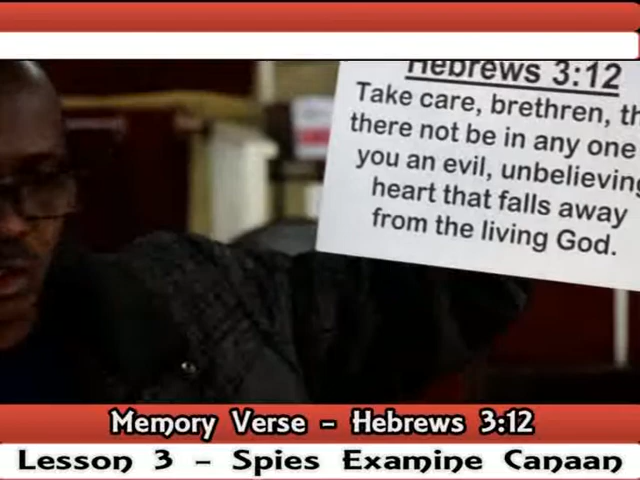 Hebrews 3:12
Take care, brethren,
there not be in any one
you an evil, unbelieving
heart that falls away
from the living God.
Memory Verse - Hebrews 3:12
Lesson 3 - Spies Examine Canaan